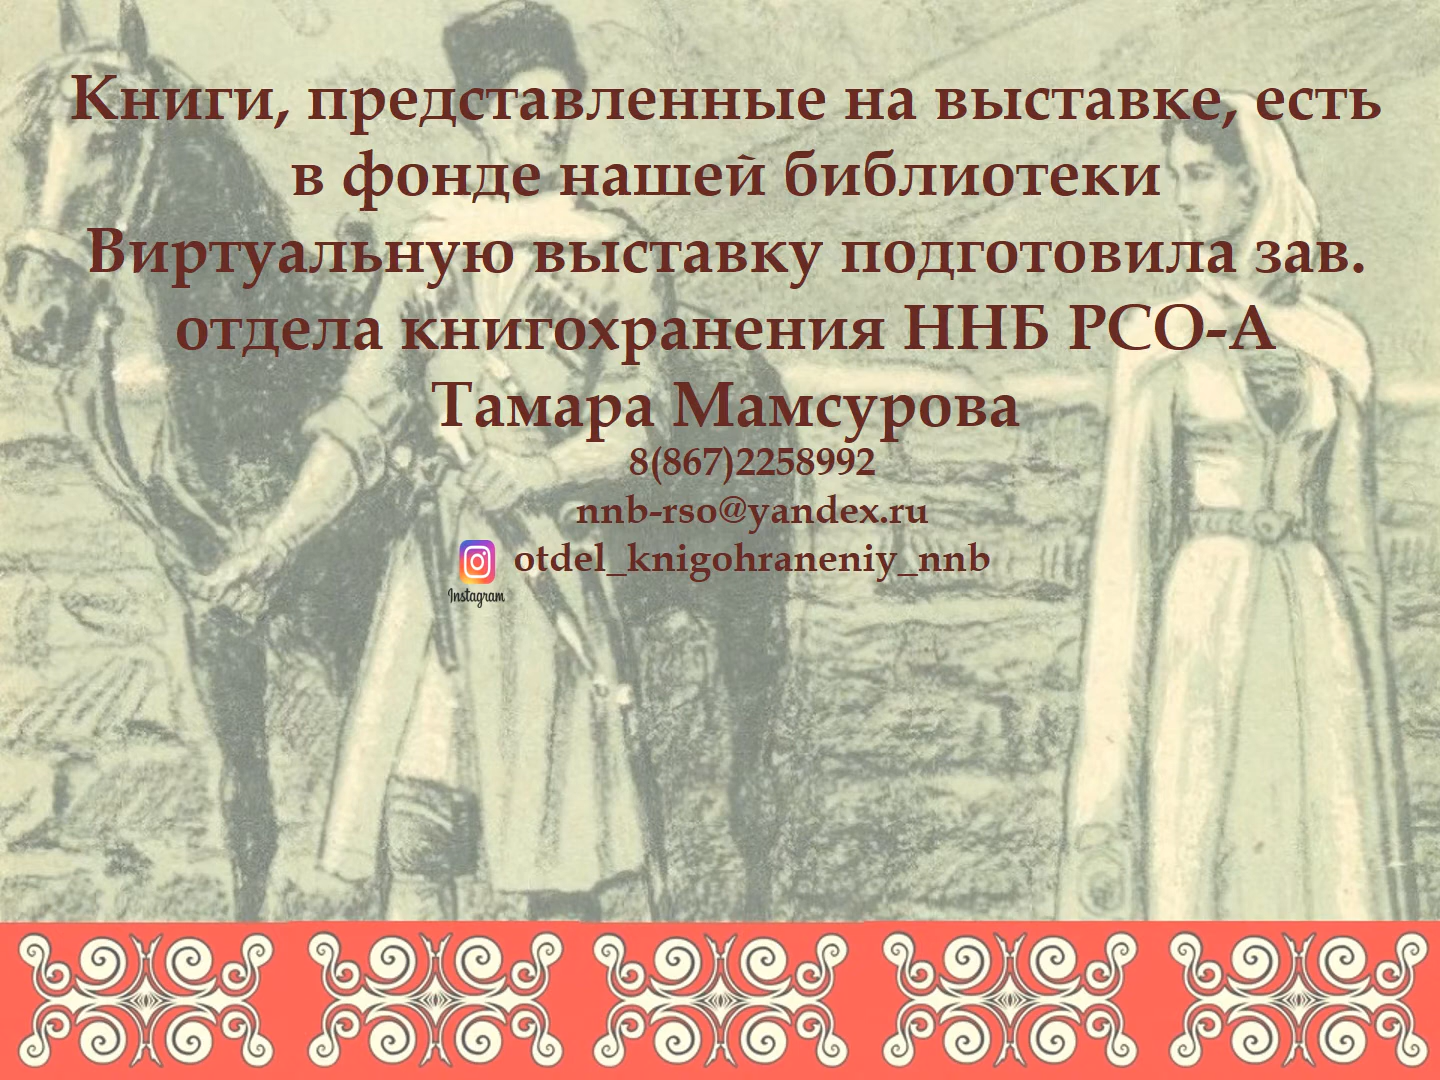 Книги, представленные на выставке, есть
в фонде нашей библиотеки
Виртуальную выставку подготовила зав.
отдела книгохранения ННБ РСО-А
Тамара Мамсурова
8(867)2258992
nnb-rso@yandex.ru
otdel_knigohraneniy_nnb
Instagram